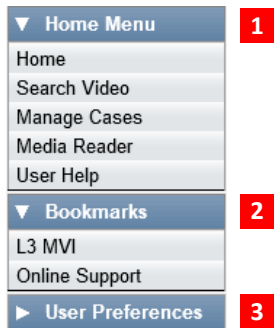 ▼ Home Menu 1
Home
Search Video
Manage Cases
Media Reader
User Help
▼ Bookmarks 2
L3 MVI
Online Support
► User Preferences 3